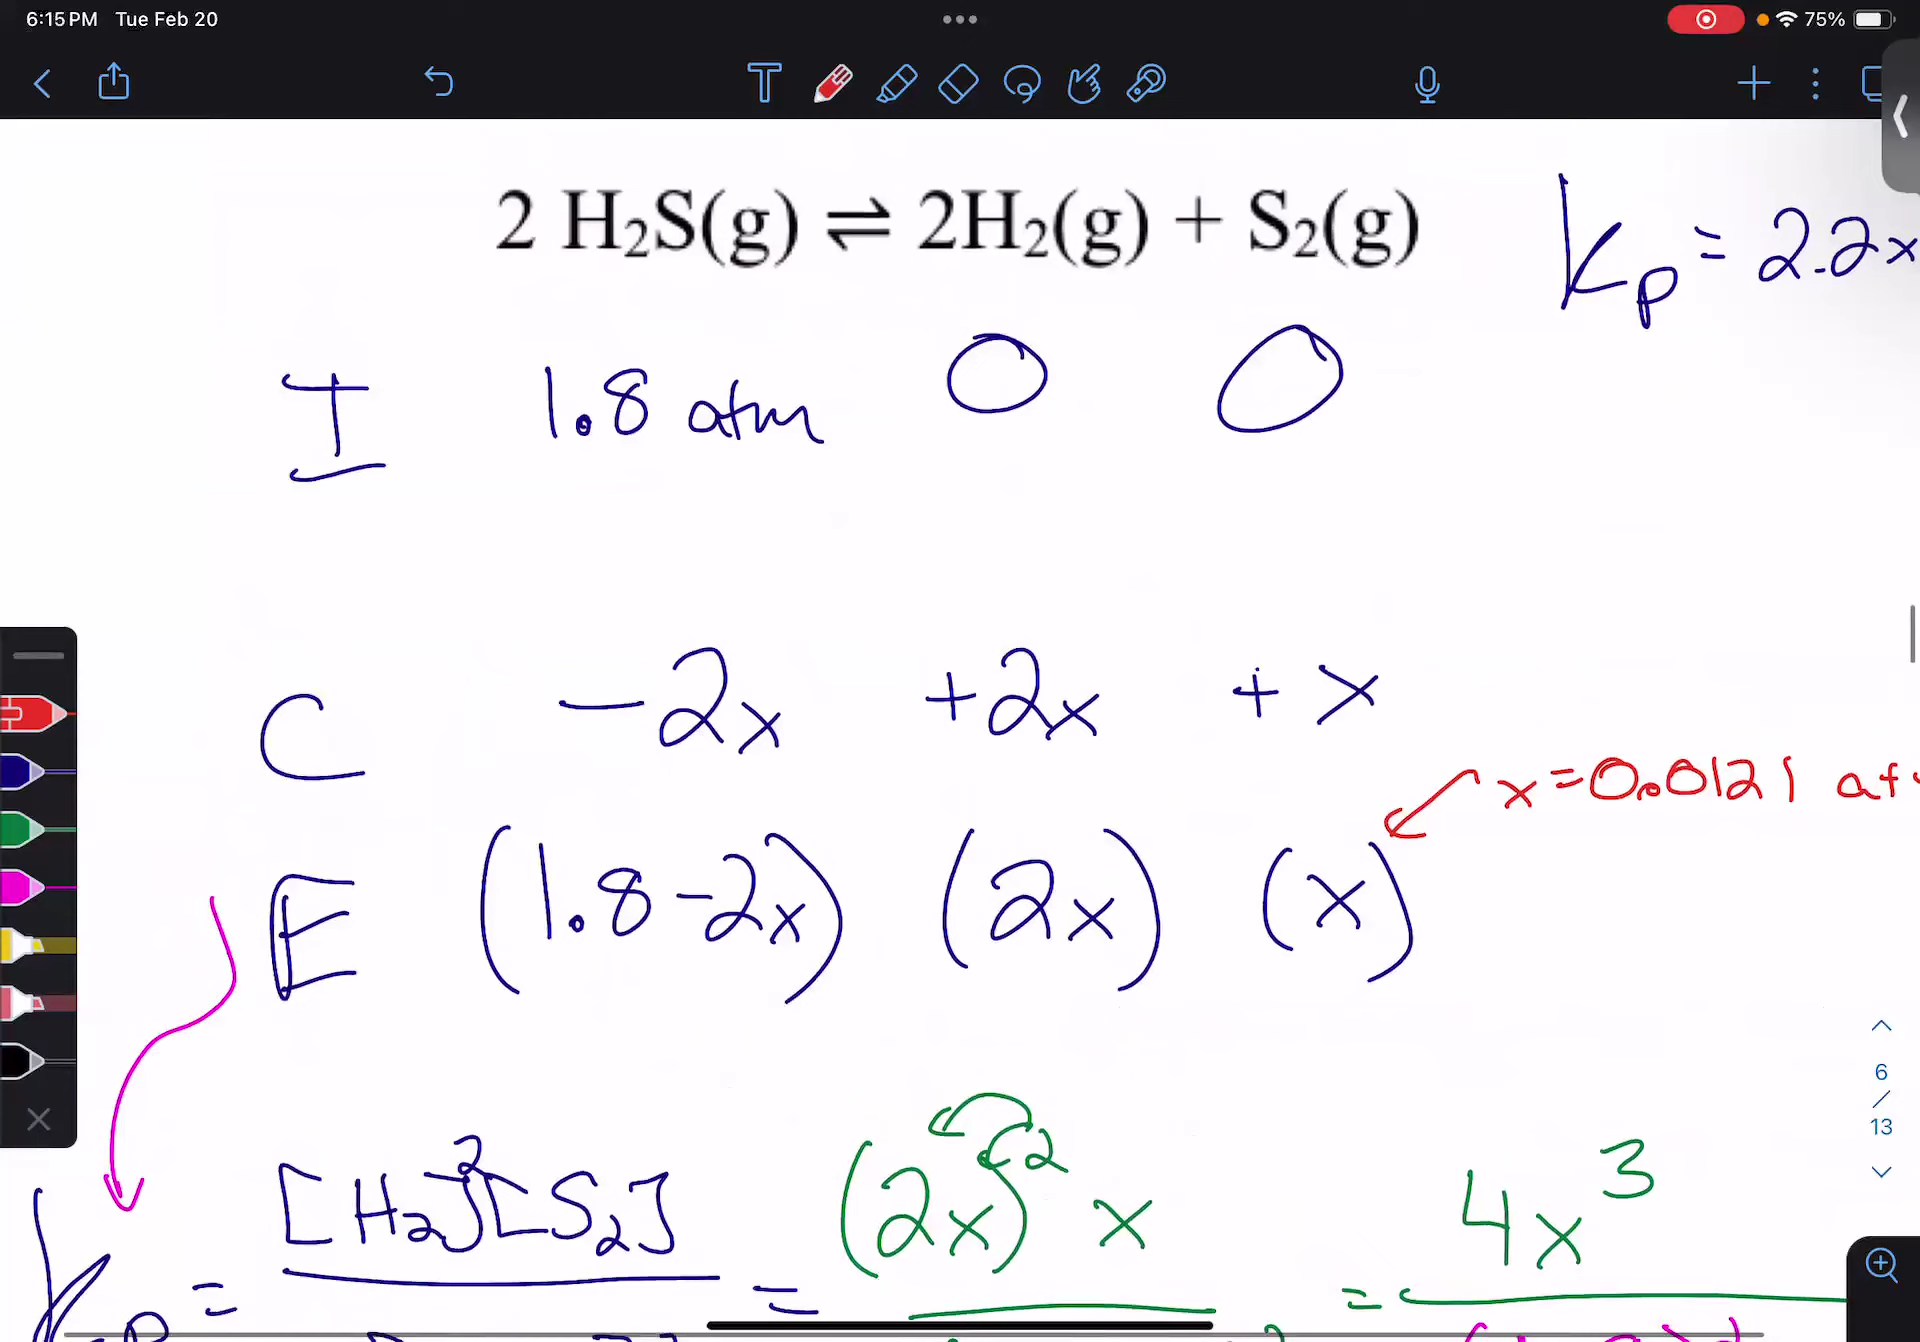 6:15 PM Tue Feb 20 75%
2 H₂S(g) ⇌ 2H₂(g) + S₂(g)
Kp = 2.2x
I 1.8 atm 0 0
C -2x +2x + x
x=0.0121
E (1.8-2x) (2x) (x)
6
/
13
[H₂]²[S₂] (2x)² x 4x³
Kp = = =